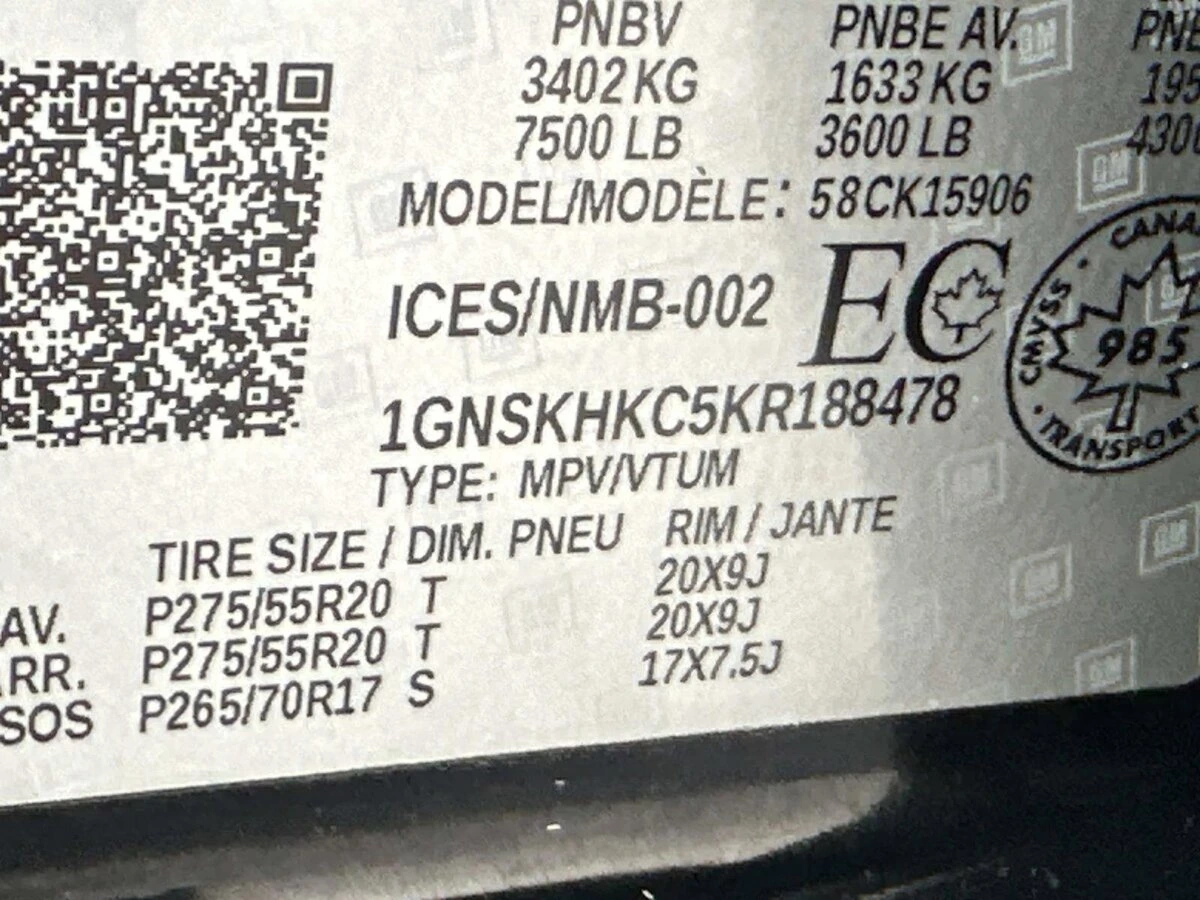 PNBV PNBE AV.
3402 KG 1633 KG
7500 LB 3600 LB
MODEL/MODÈLE: 58CK15906
ICES/NMB-002 EC
CMVSS 985 TRANSPORT
1GNSKHKC5KR188478
TYPE: MPV/VTUM
TIRE SIZE / DIM. PNEU RIM / JANTE
AV. P275/55R20 T 20X9J
ARR. P275/55R20 T 20X9J
SOS P265/70R17 S 17X7.5J
GM